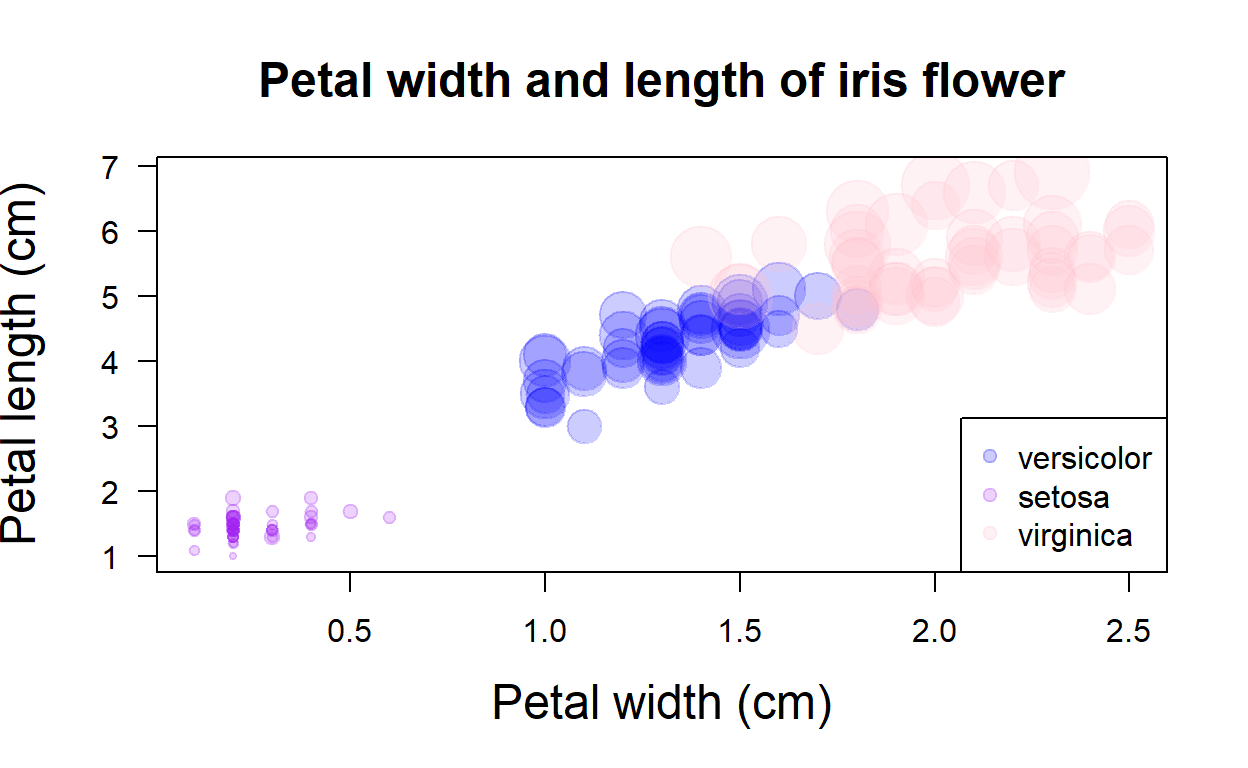 Petal width and length of iris flower
Petal length (cm)
7
6
5
4
3
2
1
versicolor
setosa
virginica
0.5 1.0 1.5 2.0 2.5
Petal width (cm)